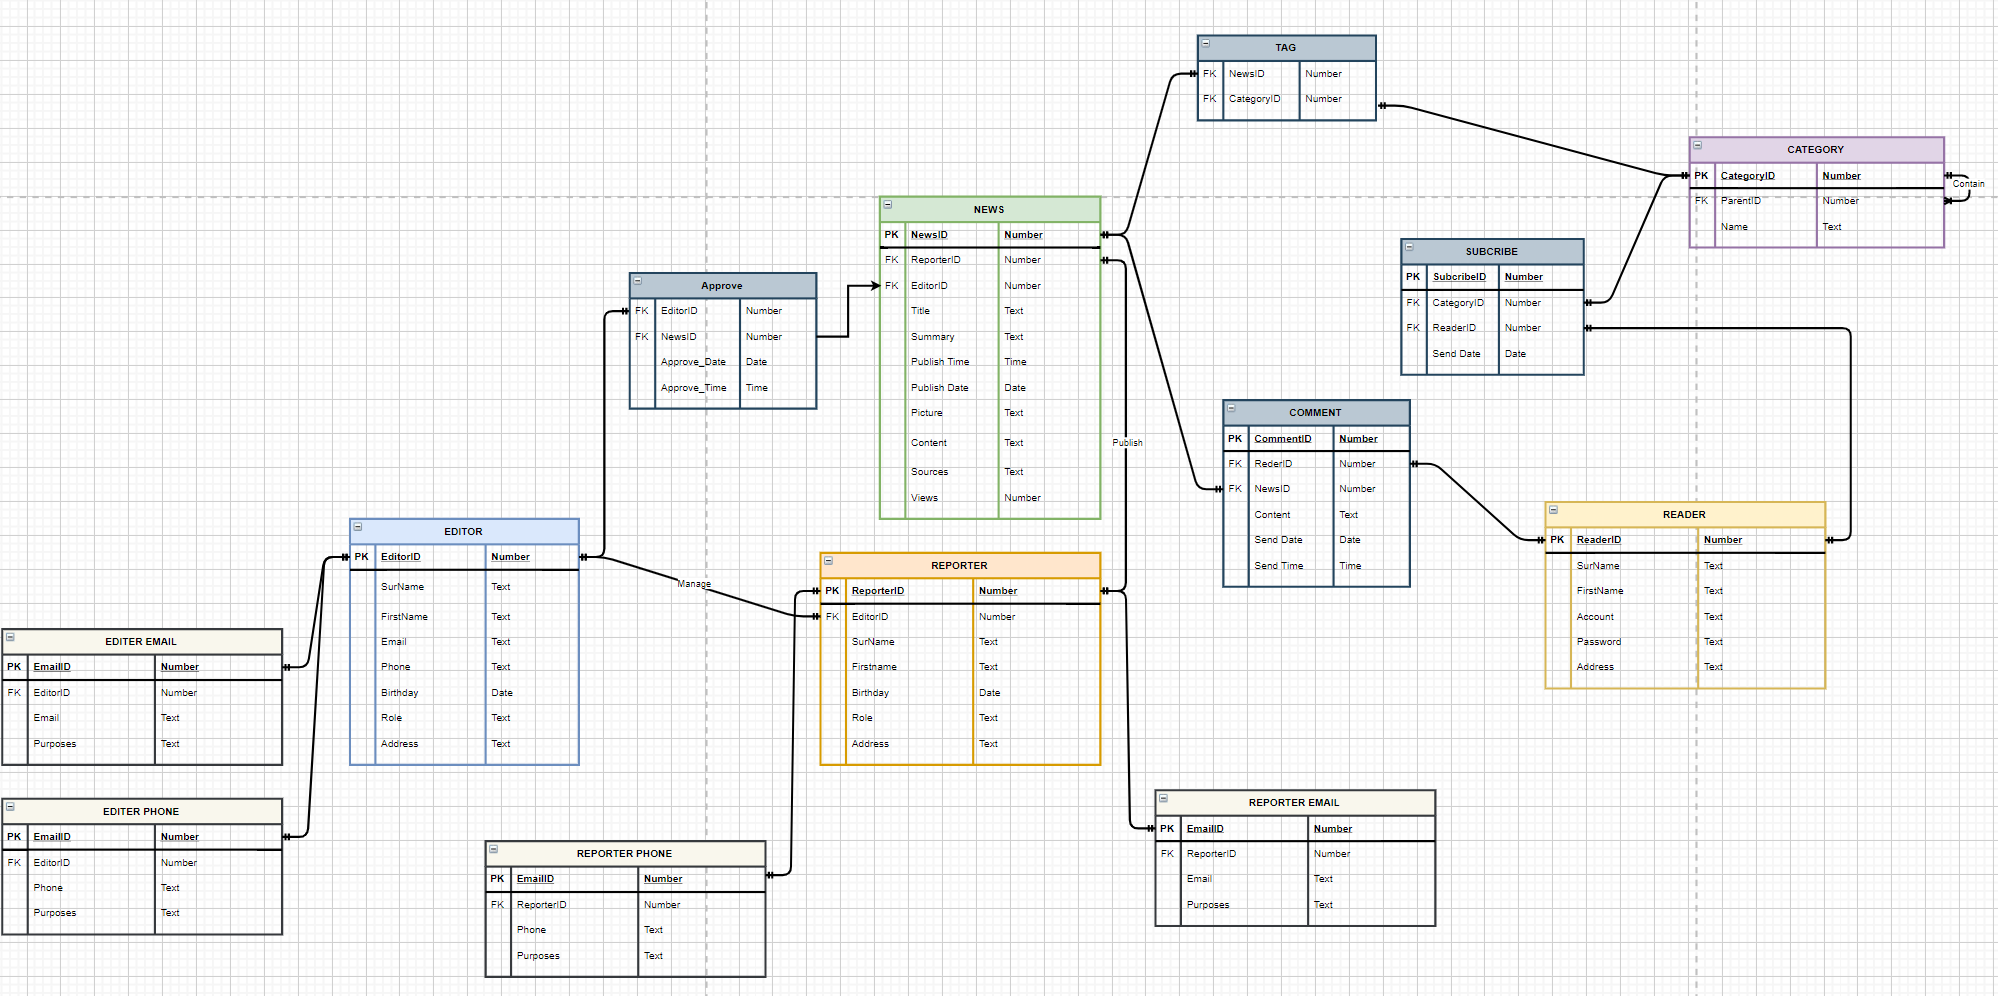 TAG
FK NewsID Number
FK CategoryID Number
CATEGORY
PK CategoryID Number
FK ParentID Number
Name Text
Contain
SUBCRIBE
PK SubcribeID Number
FK CategoryID Number
FK ReaderID Number
Send Date Date
NEWS
PK NewsID Number
FK ReporterID Number
FK EditorID Number
Title Text
Summary Text
Publish Time Time
Publish Date Date
Picture Text
Content Text
Sources Text
Views Number
Approve
FK EditorID Number
FK NewsID Number
Approve_Date Date
Approve_Time Time
Publish
COMMENT
PK CommentID Number
FK RederID Number
FK NewsID Number
Content Text
Send Date Date
Send Time Time
READER
PK ReaderID Number
SurName Text
FirstName Text
Account Text
Password Text
Address Text
EDITOR
PK EditorID Number
SurName Text
FirstName Text
Email Text
Phone Text
Birthday Date
Role Text
Address Text
Manage
REPORTER
PK ReporterID Number
FK EditorID Number
SurName Text
Firstname Text
Birthday Date
Role Text
Address Text
EDITER EMAIL
PK EmailID Number
FK EditorID Number
Email Text
Purposes Text
EDITER PHONE
PK EmailID Number
FK EditorID Number
Phone Text
Purposes Text
REPORTER PHONE
PK EmailID Number
FK ReporterID Number
Phone Text
Purposes Text
REPORTER EMAIL
PK EmailID Number
FK ReporterID Number
Email Text
Purposes Text